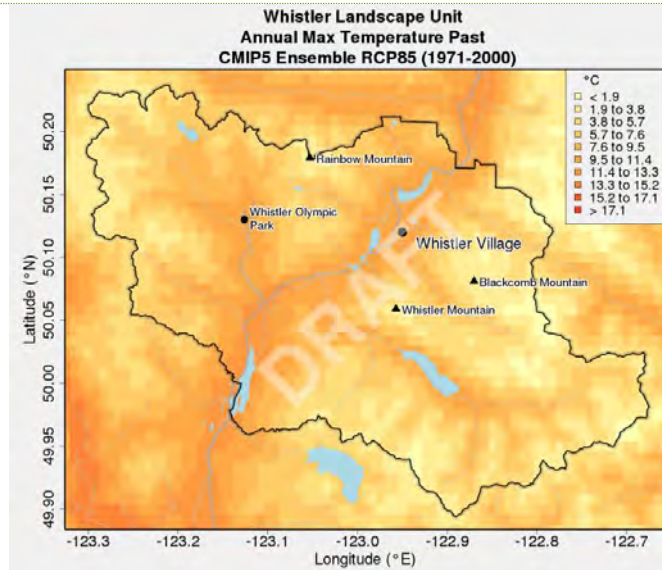 Whistler Landscape Unit
Annual Max Temperature Past
CMIP5 Ensemble RCP85 (1971-2000)
°C
< 1.9
1.9 to 3.8
3.8 to 5.7
5.7 to 7.6
7.6 to 9.5
9.5 to 11.4
11.4 to 13.3
13.3 to 15.2
15.2 to 17.1
> 17.1
Rainbow Mountain
Whistler Olympic
Park
Whistler Village
Blackcomb Mountain
Whistler Mountain
DRAFT
Latitude (°N)
50.20
50.15
50.10
50.05
50.00
49.95
49.90
-123.3
-123.2
-123.1
-123.0
-122.9
-122.8
-122.7
Longitude (°E)